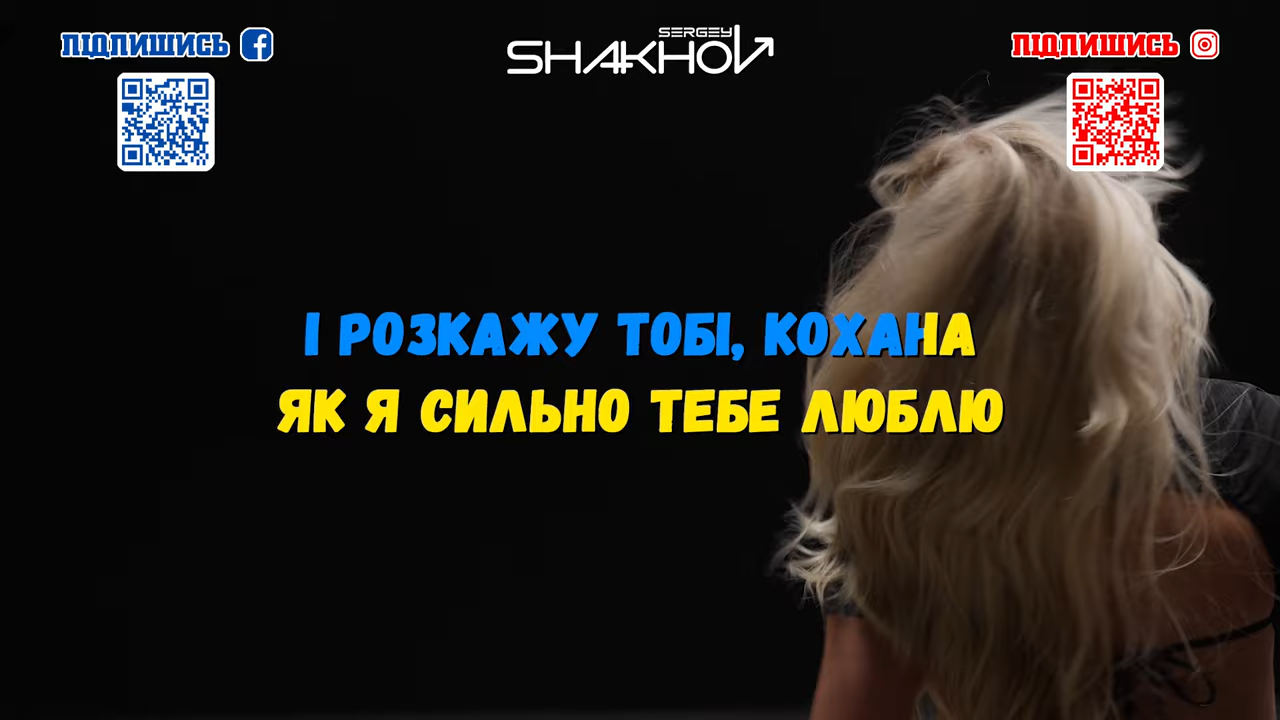 ПІДПИШИСЬ
SERGEY
SHAKHOV
ПІДПИШИСЬ
І РОЗКАЖУ ТОБІ, КОХАНА
ЯК Я СИЛЬНО ТЕБЕ ЛЮБЛЮ